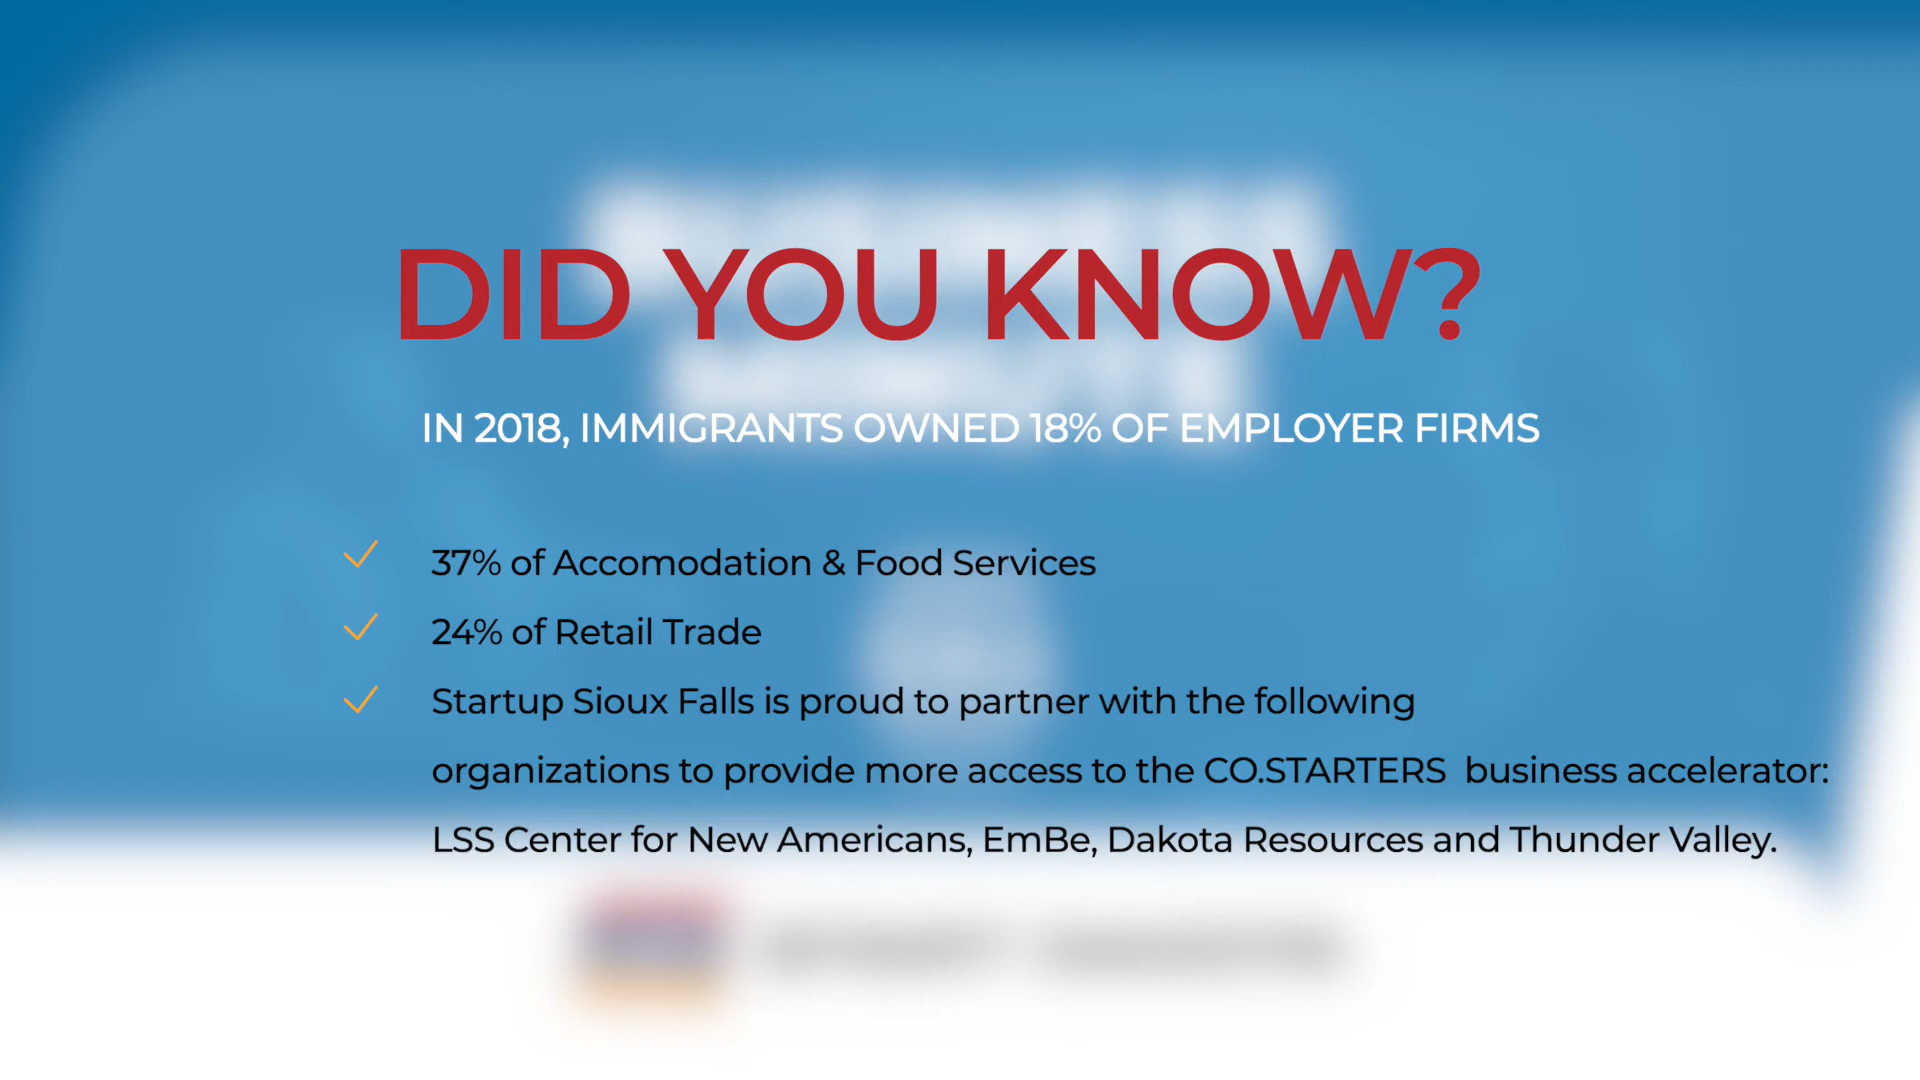 DID YOU KNOW?
IN 2018, IMMIGRANTS OWNED 18% OF EMPLOYER FIRMS
37% of Accomodation & Food Services
24% of Retail Trade
Startup Sioux Falls is proud to partner with the following
organizations to provide more access to the CO.STARTERS business accelerator:
LSS Center for New Americans, EmBe, Dakota Resources and Thunder Valley.